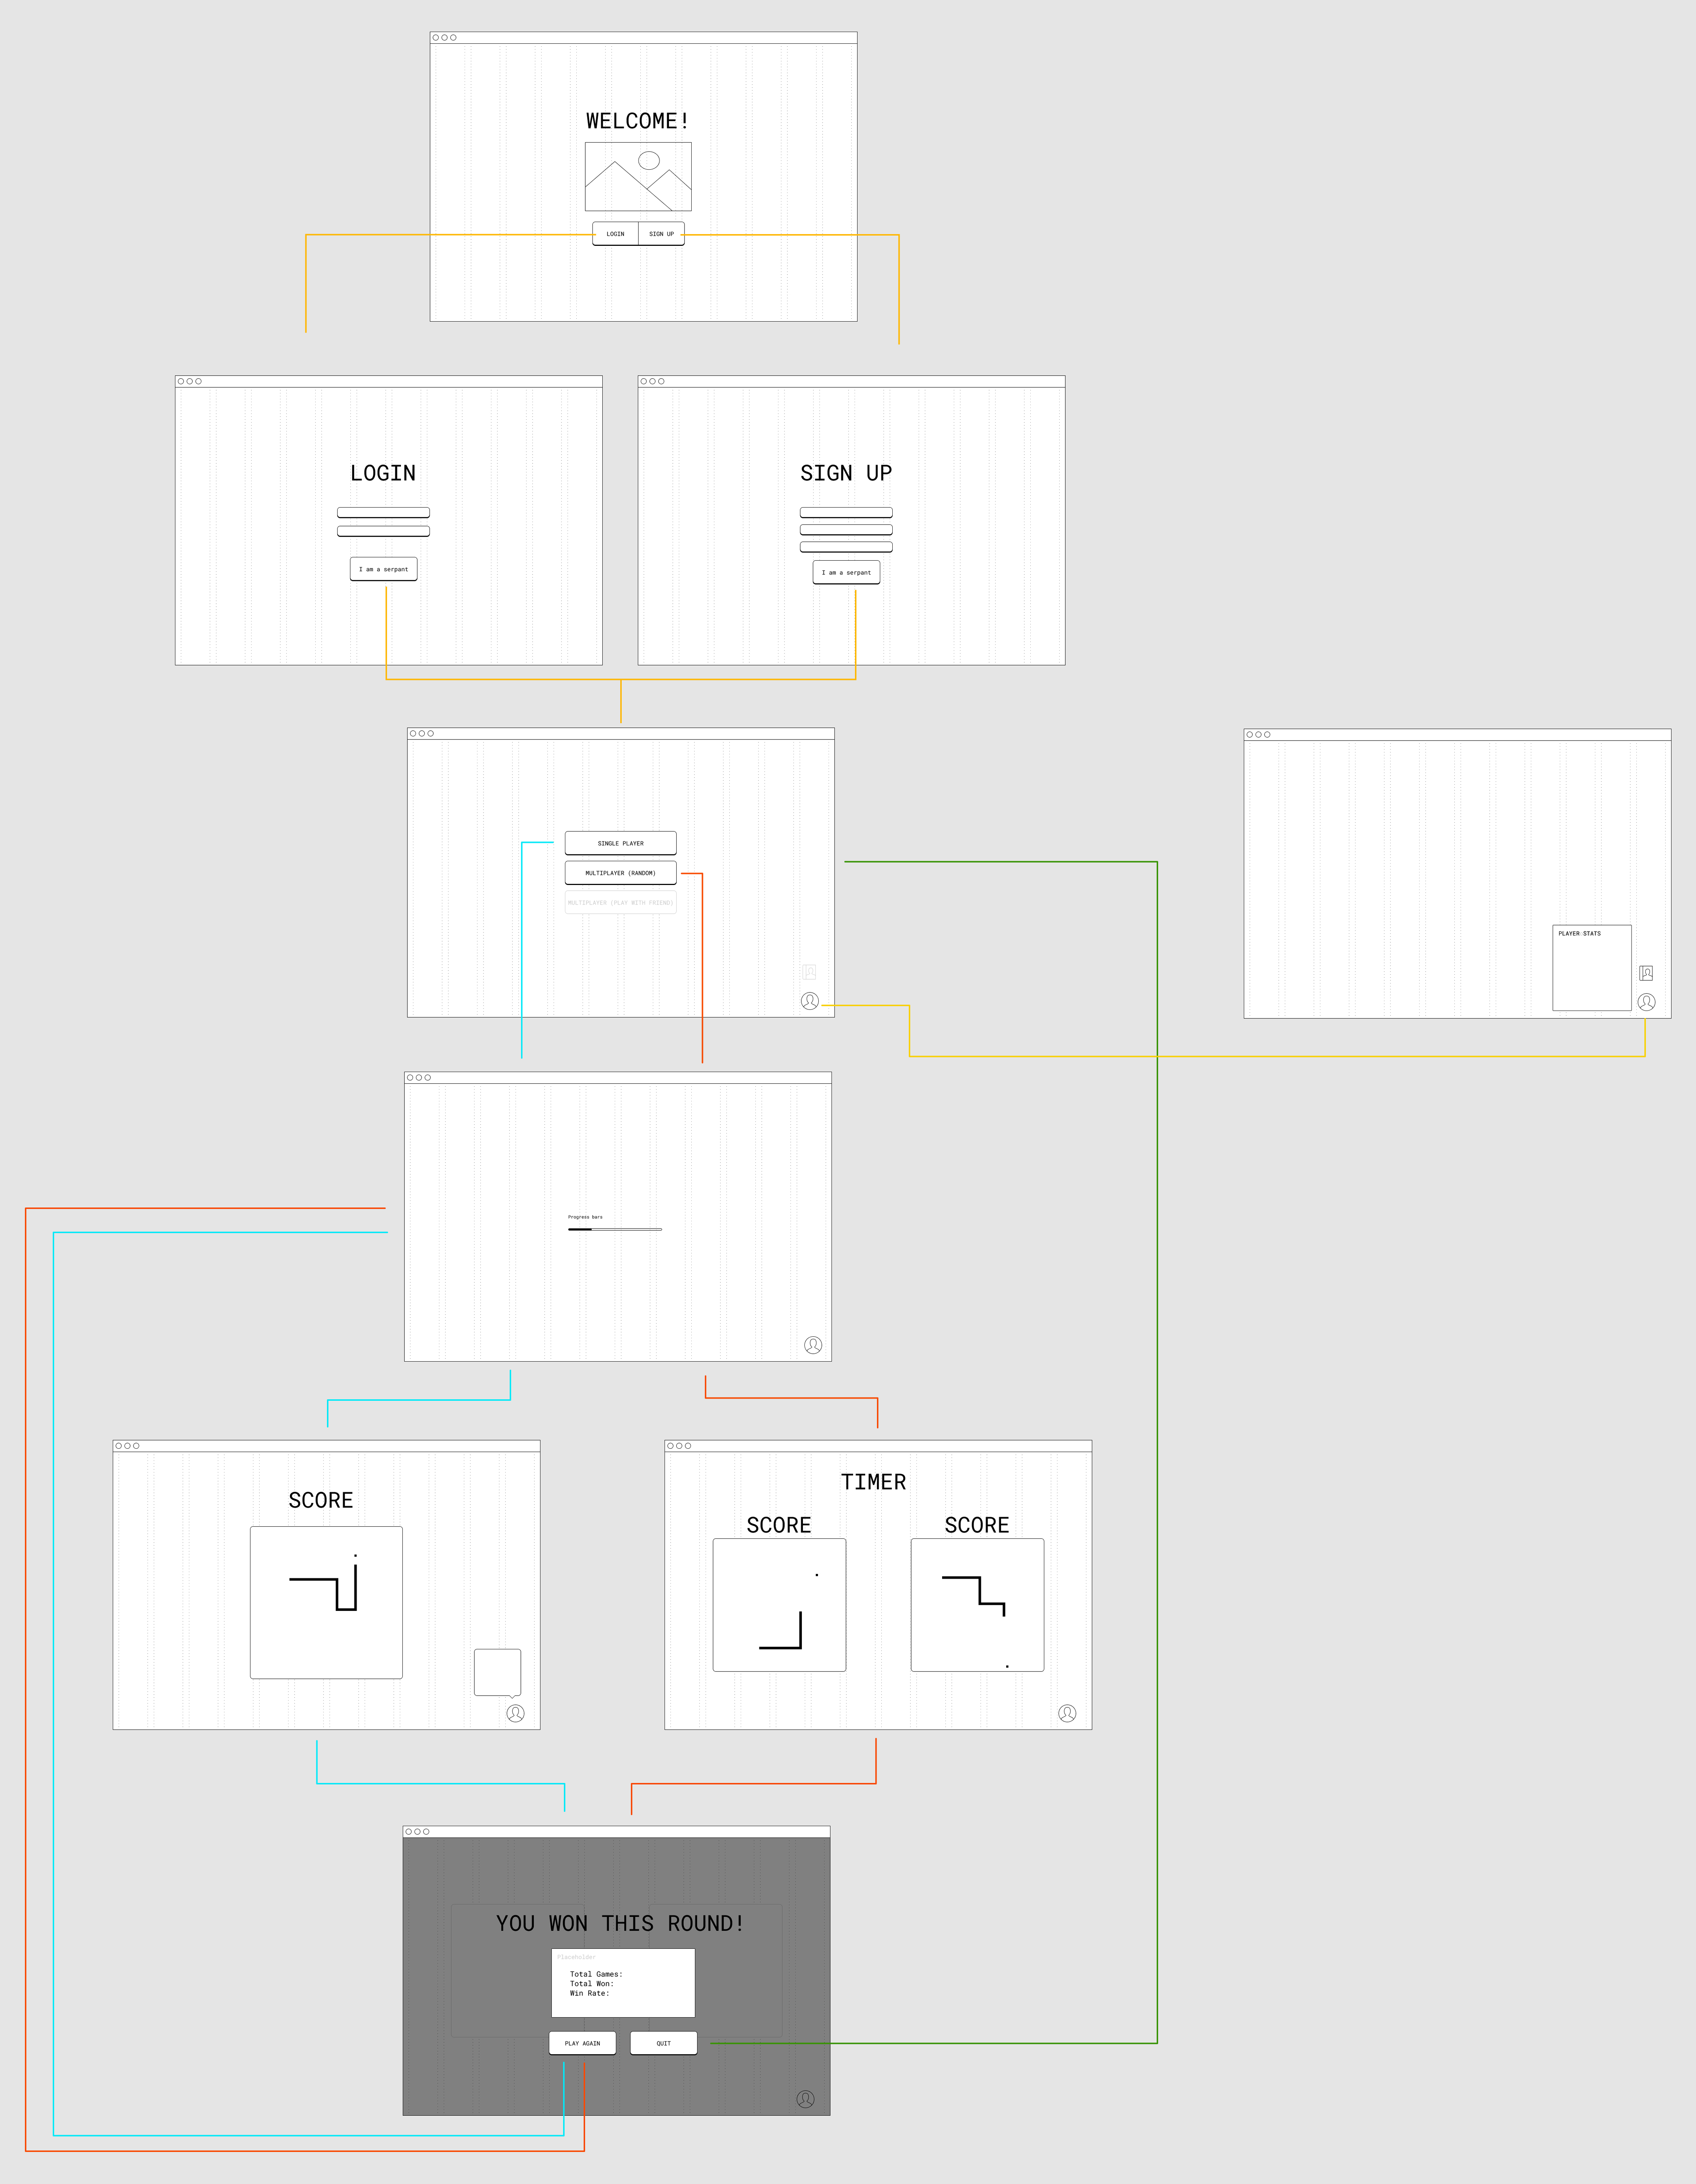 WELCOME!
LOGIN
SIGN UP
LOGIN
I am a serpant
SIGN UP
I am a serpant
SINGLE PLAYER
MULTIPLAYER (RANDOM)
MULTIPLAYER (PLAY WITH FRIEND)
PLAYER STATS
Progress bars
SCORE
TIMER
SCORE
SCORE
YOU WON THIS ROUND!
Placeholder
Total Games:
Total Won:
Win Rate:
PLAY AGAIN
QUIT